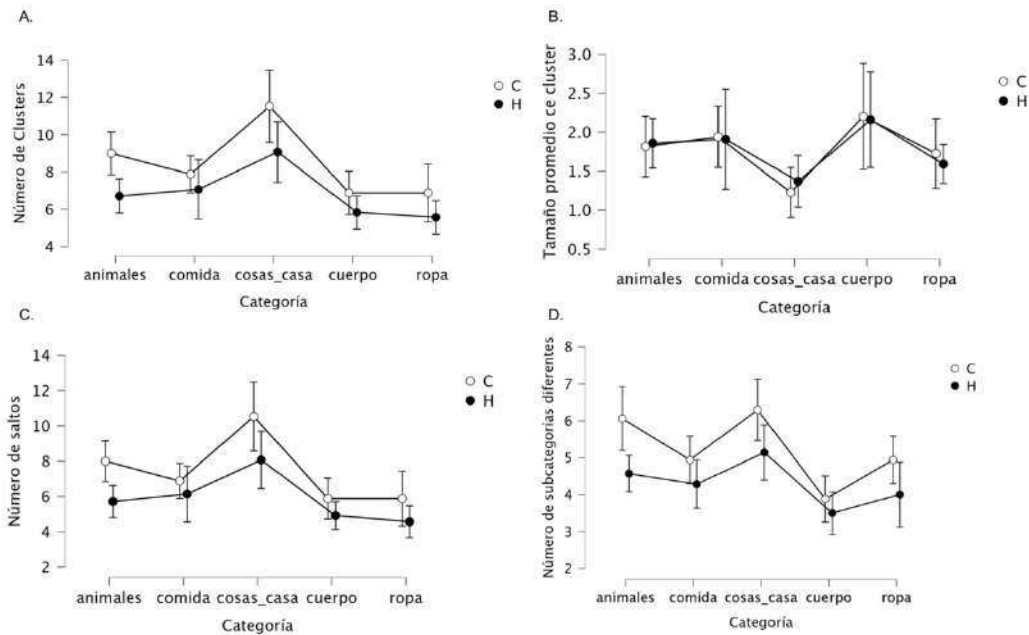 A.
Número de Clusters
14
12
10
8
6
4
animales comida cosas_casa cuerpo ropa
Categoría
C
H
B.
Tamaño promedio ce cluster
3.0
2.5
2.0
1.5
1.0
0.5
animales comida cosas_casa cuerpo ropa
Categoría
C
H
C.
Número de saltos
14
12
10
8
6
4
2
animales comida cosas_casa cuerpo ropa
Categoría
C
H
D.
Número de subcategorías diferentes
8
7
6
5
4
3
2
animales comida cosas_casa cuerpo ropa
Categoría
C
H